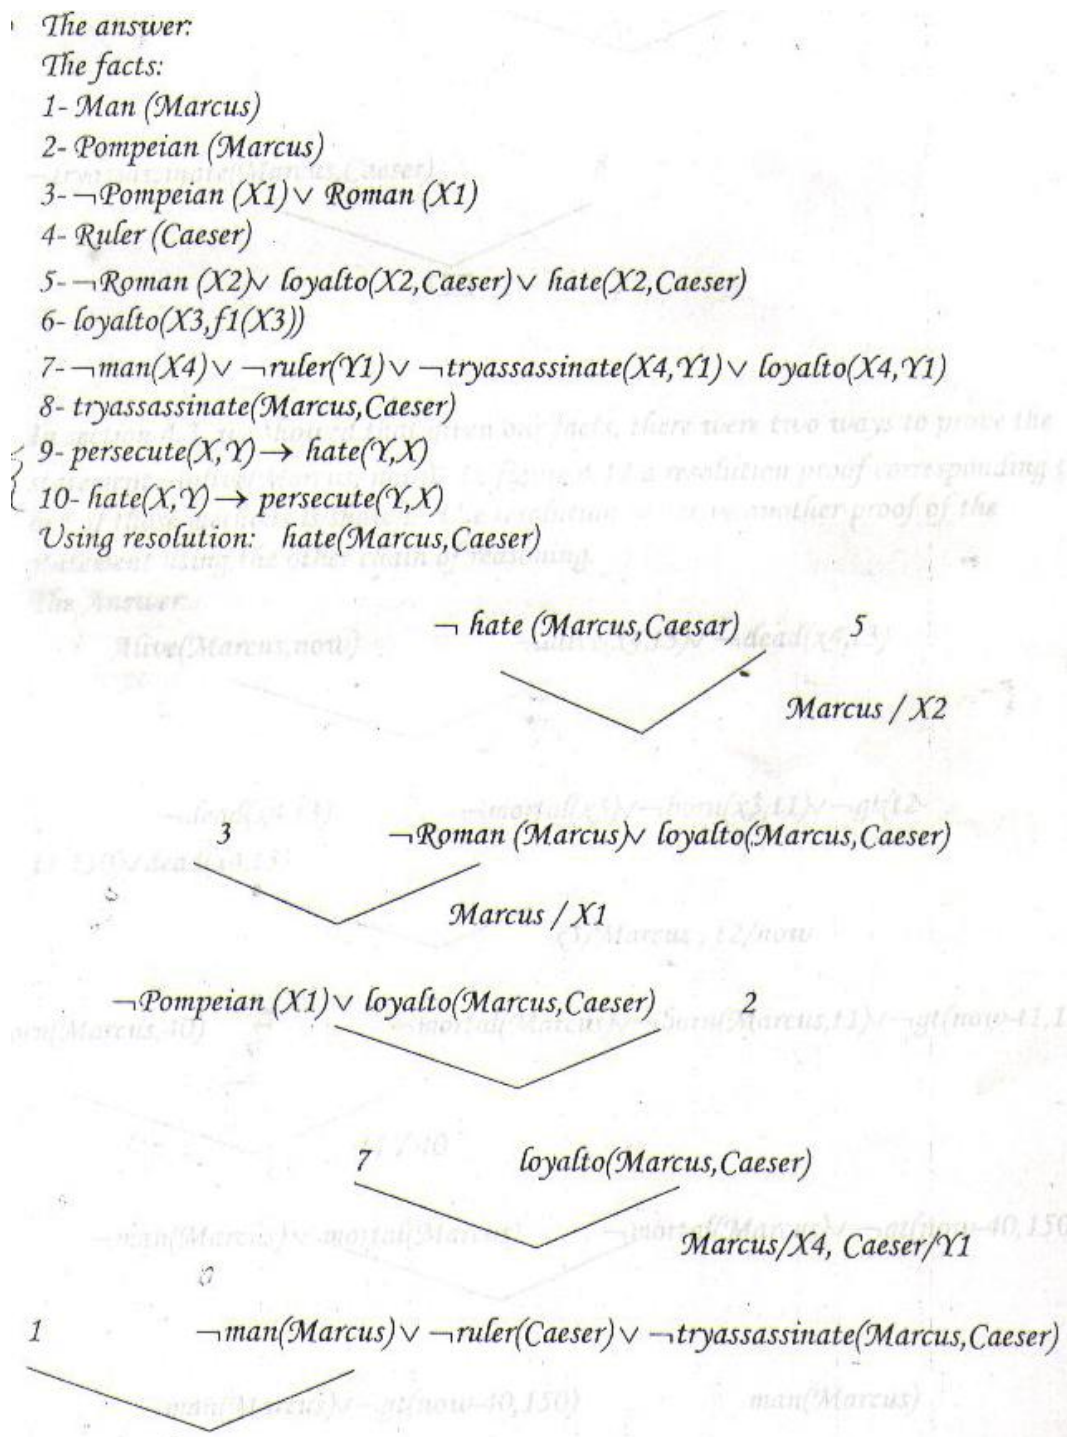 The answer:
The facts:
1- Man (Marcus)
2- Pompeian (Marcus)
3- ¬Pompeian (X1)∨ Roman (X1)
4- Ruler (Caeser)
5- ¬Roman (X2)∨ loyalto(X2,Caeser)∨ hate(X2,Caeser)
6- loyalto(X3,f1(X3))
7- ¬man(X4)∨ ¬ruler(Y1)∨ ¬tryassassinate(X4,Y1)∨ loyalto(X4,Y1)
8- tryassassinate(Marcus,Caeser)
9- persecute(X,Y)→ hate(Y,X)
10- hate(X,Y)→ persecute(Y,X)
Using resolution: hate(Marcus,Caeser)
¬ hate (Marcus,Caesar) 5
Marcus / X2
3 ¬Roman (Marcus)∨ loyalto(Marcus,Caeser)
Marcus / X1
¬Pompeian (X1)∨ loyalto(Marcus,Caeser) 2
7 loyalto(Marcus,Caeser)
Marcus/X4, Caeser/Y1
1 ¬man(Marcus)∨ ¬ruler(Caeser)∨ ¬tryassassinate(Marcus,Caeser)